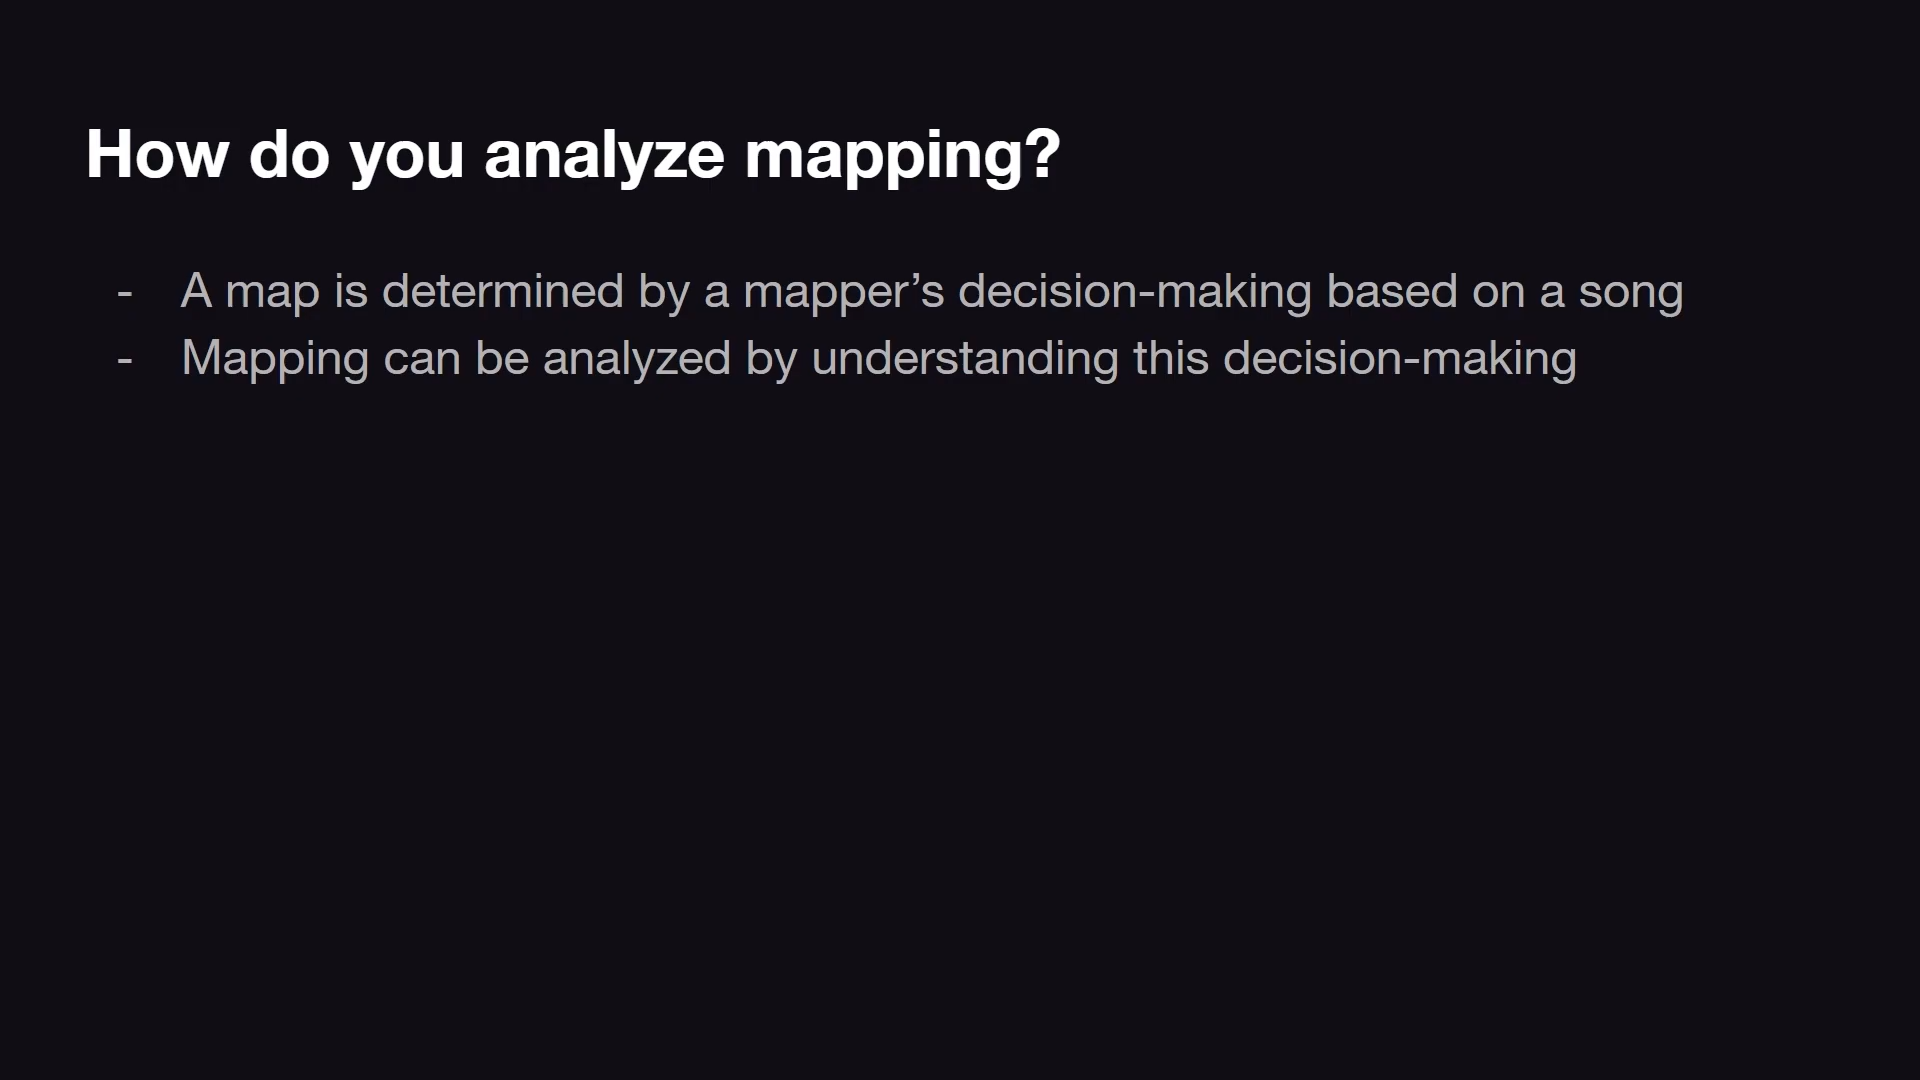 How do you analyze mapping?
- A map is determined by a mapper’s decision-making based on a song
- Mapping can be analyzed by understanding this decision-making